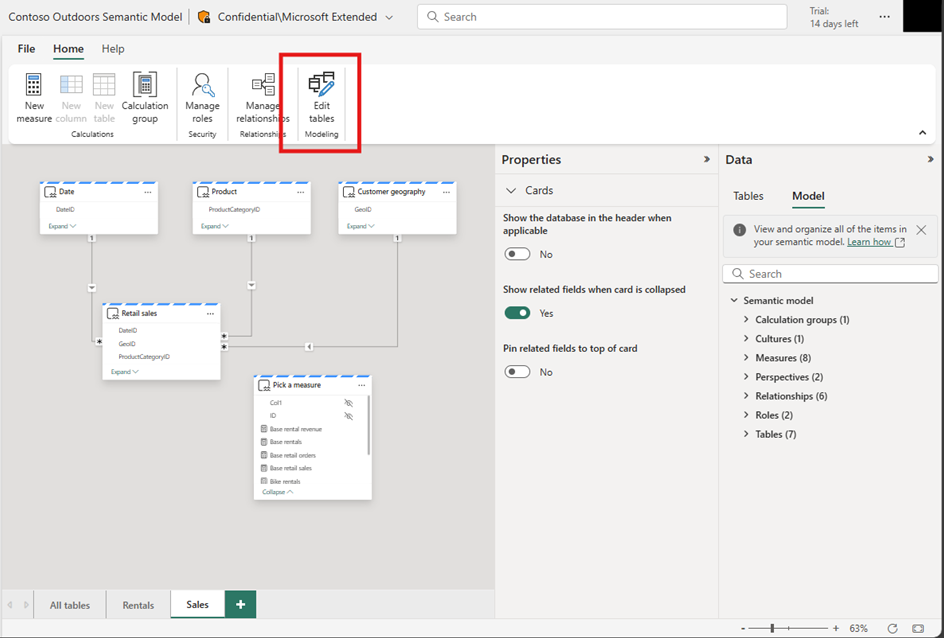 Contoso Outdoors Semantic Model
Confidential\Microsoft Extended
Search
Trial:
14 days left
File
Home
Help
New
measure
New
column
New
table
Calculation
group
Calculations
Manage
roles
Security
Manage
relationships
Relationships
Edit
tables
Modeling
Date
DateID
Expand
Product
ProductCategoryID
Expand
Customer geography
GeoID
Expand
1
1
1
Retail sales
DateID
GeoID
ProductCategoryID
Expand
*
*
*
Pick a measure
Col1
ID
Base rental revenue
Base rentals
Base retail orders
Base retail sales
Bike rentals
Collapse
Properties
Cards
Show the database in the header when
applicable
No
Show related fields when card is collapsed
Yes
Pin related fields to top of card
No
Data
Tables
Model
View and organize all of the items in
your semantic model. Learn how
Search
Semantic model
Calculation groups (1)
Cultures (1)
Measures (8)
Perspectives (2)
Relationships (6)
Roles (2)
Tables (7)
All tables
Rentals
Sales
+
- + 63%